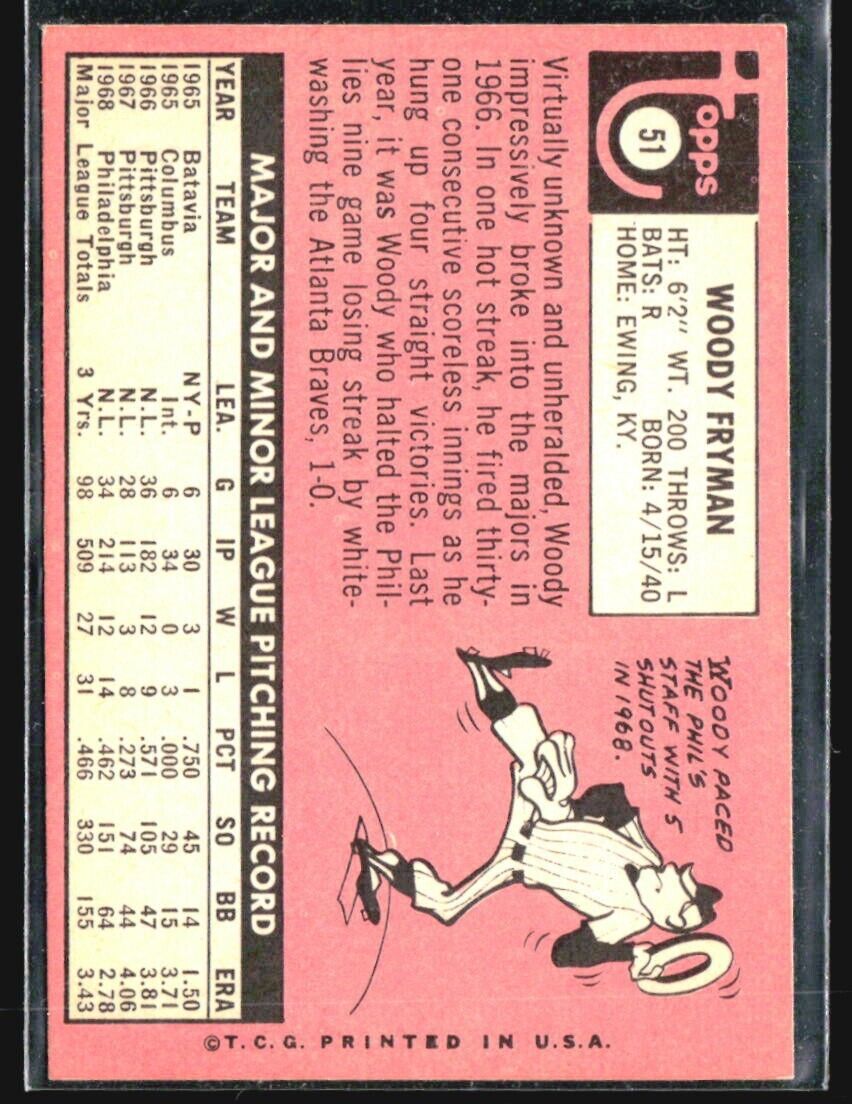 Topps
51
WOODY FRYMAN
HT: 6'2" WT. 200 THROWS: L
BATS: R BORN: 4/15/40
HOME: EWING, KY.
Virtually unknown and unheralded, Woody
impressively broke into the majors in
1966. In one hot streak, he fired thirty-
one consecutive scoreless innings as he
hung up four straight victories. Last
year, it was Woody who halted the Phil-
lies nine game losing streak by white-
washing the Atlanta Braves, 1-0.
WOODY PACED
THE PHIL'S
STAFF WITH 5
SHUTOUTS
IN 1968.
MAJOR AND MINOR LEAGUE PITCHING RECORD
YEAR TEAM LEA. G IP W L PCT SO BB ERA
1965 Batavia NY-P 6 30 3 1 .750 45 14 1.50
1965 Columbus Int. 6 34 0 3 .000 29 15 3.71
1966 Pittsburgh N.L. 36 182 12 9 .571 105 47 3.81
1967 Pittsburgh N.L. 28 113 3 8 .273 74 44 4.06
1968 Philadelphia N.L. 34 214 12 14 .462 151 64 2.78
Major League Totals 3 Yrs. 98 509 27 31 .466 330 155 3.43
©T.C.G. PRINTED IN U.S.A.